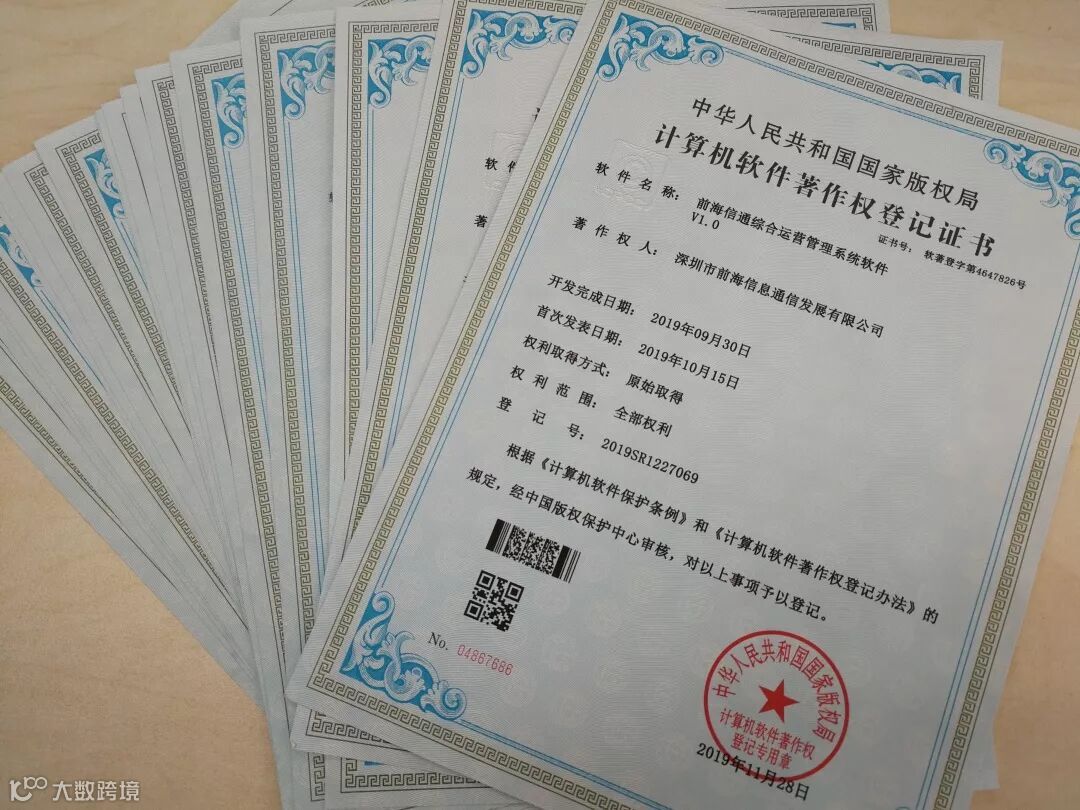 中华人民共和国国家版权局
计算机软件著作权登记证书
证书号： 软著登字第4647826号
软件名称： 前海信通综合运营管理系统软件
V1.0
著作权人： 深圳市前海信息通信发展有限公司
开发完成日期： 2019年09月30日
首次发表日期： 2019年10月15日
权利取得方式： 原始取得
权利范围： 全部权利
登记号： 2019SR1227069
根据《计算机软件保护条例》和《计算机软件著作权登记办法》的
规定，经中国版权保护中心审核，对以上事项予以登记。
No. 04867686
中华人民共和国国家版权局
计算机软件著作权
登记专用章
2019年11月28日
软
著
大数跨境